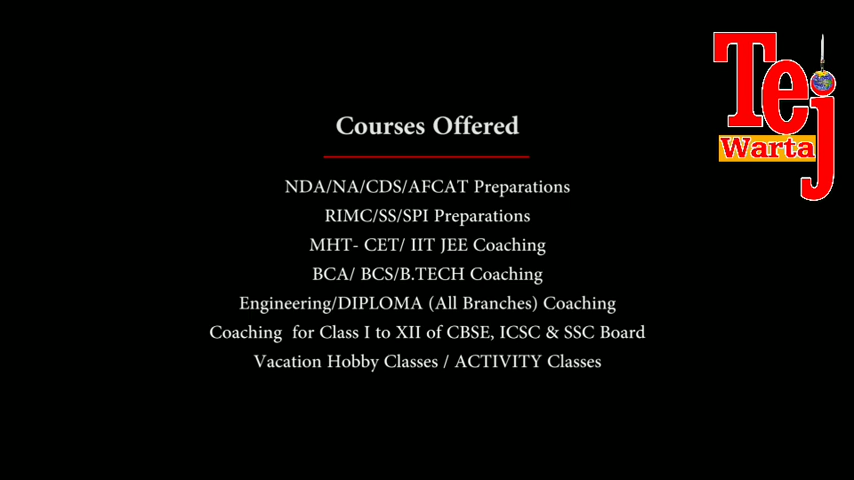 Courses Offered
NDA/NA/CDS/AFCAT Preparations
RIMC/SS/SPI Preparations
MHT- CET/ IIT JEE Coaching
BCA/ BCS/B.TECH Coaching
Engineering/DIPLOMA (All Branches) Coaching
Coaching  for Class I to XII of CBSE, ICSC & SSC Board
Vacation Hobby Classes / ACTIVITY Classes
Tej
Warta